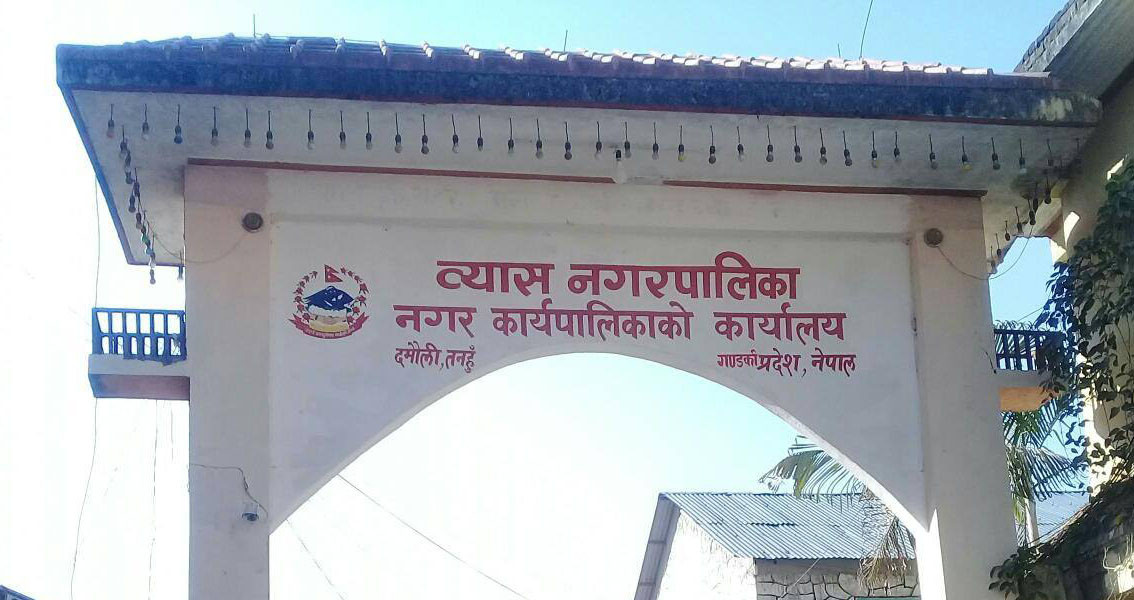 व्यास नगरपालिका
नगर कार्यपालिकाको कार्यालय
दमौली, तनहुँ
गण्डकी प्रदेश, नेपाल